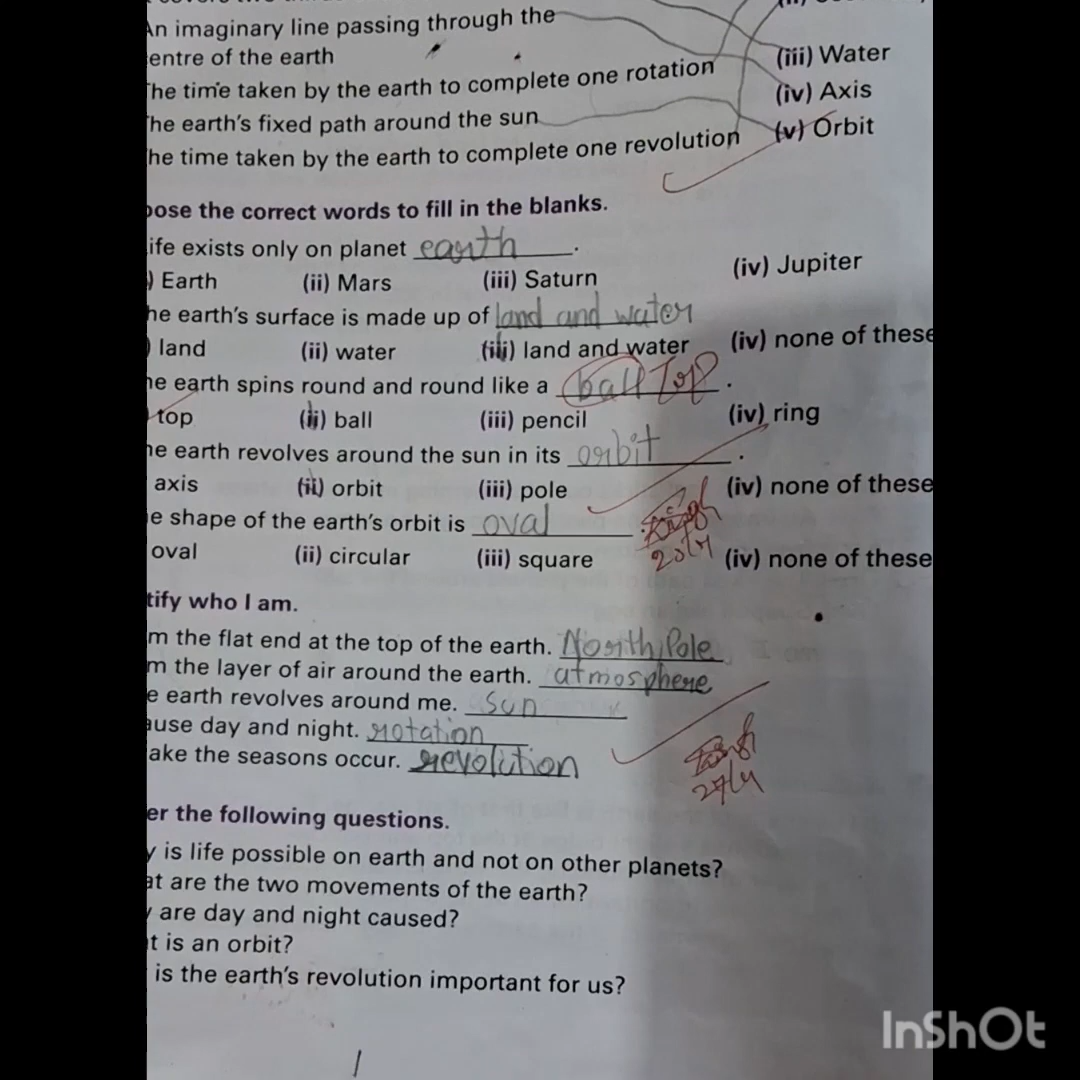 An imaginary line passing through the
entre of the earth
(iii) Water
he time taken by the earth to complete one rotation
(iv) Axis
he earth's fixed path around the sun
(v) Orbit
he time taken by the earth to complete one revolution
ose the correct words to fill in the blanks.
ife exists only on planet earth.
) Earth (ii) Mars (iii) Saturn (iv) Jupiter
he earth's surface is made up of land and water
) land (ii) water (iii) land and water (iv) none of these
he earth spins round and round like a ball Top.
top (ii) ball (iii) pencil (iv) ring
he earth revolves around the sun in its orbit.
axis (ii) orbit (iii) pole (iv) none of these
e shape of the earth's orbit is oval.
oval (ii) circular (iii) square (iv) none of these
tify who I am.
m the flat end at the top of the earth. North Pole
m the layer of air around the earth. atmosphere
e earth revolves around me. Sun
ause day and night. rotation
ake the seasons occur. revolution
27/4
er the following questions.
y is life possible on earth and not on other planets?
at are the two movements of the earth?
are day and night caused?
t is an orbit?
is the earth's revolution important for us?
InShOt